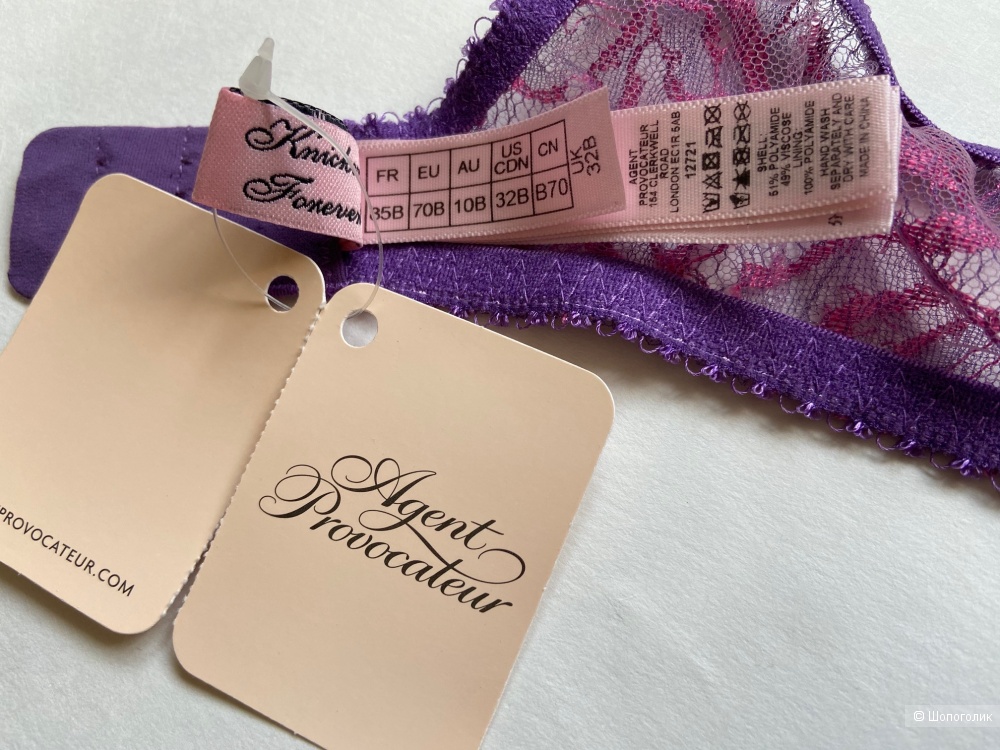 Knick
Forever
FR EU AU US CDN CN
35B 70B 10B 32B B70
UK
32B
AGENT
PROVOCATEUR
154 CLERKWELL
ROAD
LONDON EC1R 5AB
12721
SHELL:
51% POLYAMIDE
49% VISCOSE
LINING:
100% POLYAMIDE
HAND WASH
SEPARATELY AND
DRY WITH CARE
MADE IN CHINA
PROVOCATEUR.COM
Agent
Provocateur
© Шопоголик